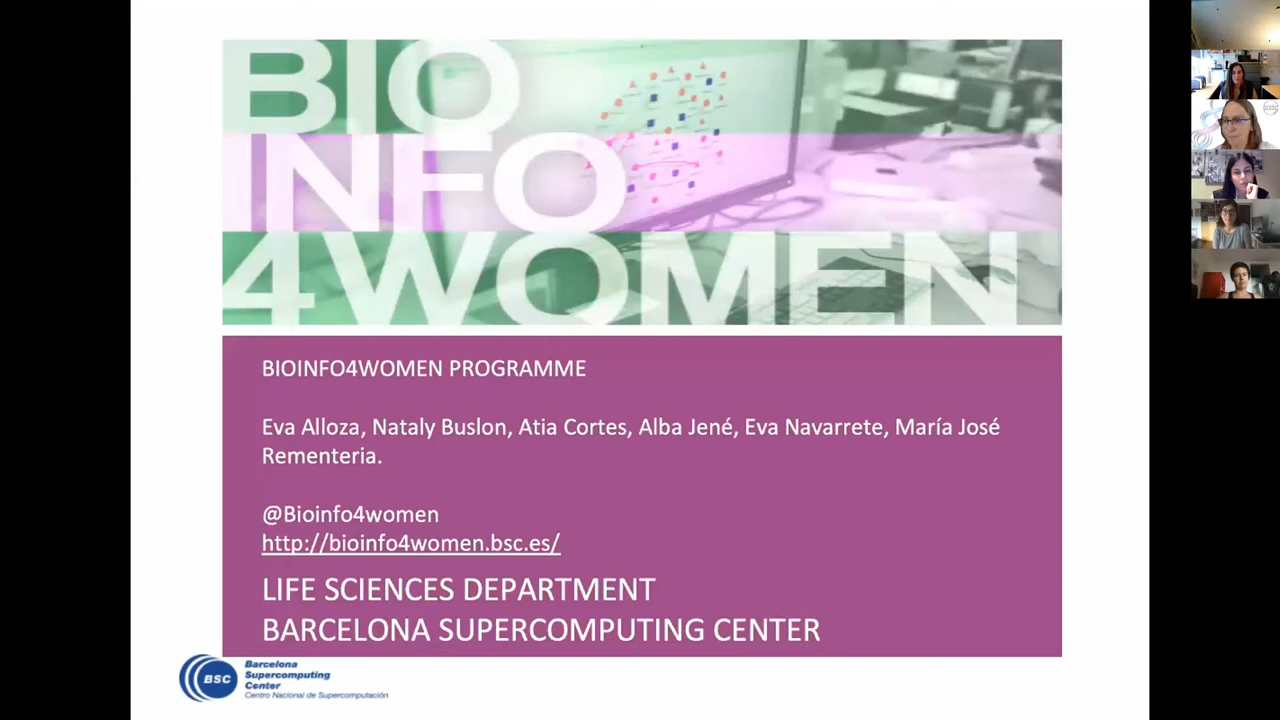 BIO
INFO
4WOMEN
BIOINFO4WOMEN PROGRAMME
Eva Alloza, Nataly Buslon, Atia Cortes, Alba Jené, Eva Navarrete, María José
Rementeria.
@Bioinfo4women
http://bioinfo4women.bsc.es/
LIFE SCIENCES DEPARTMENT
BARCELONA SUPERCOMPUTING CENTER
BSC
Barcelona
Supercomputing
Center
Centro Nacional de Supercomputación